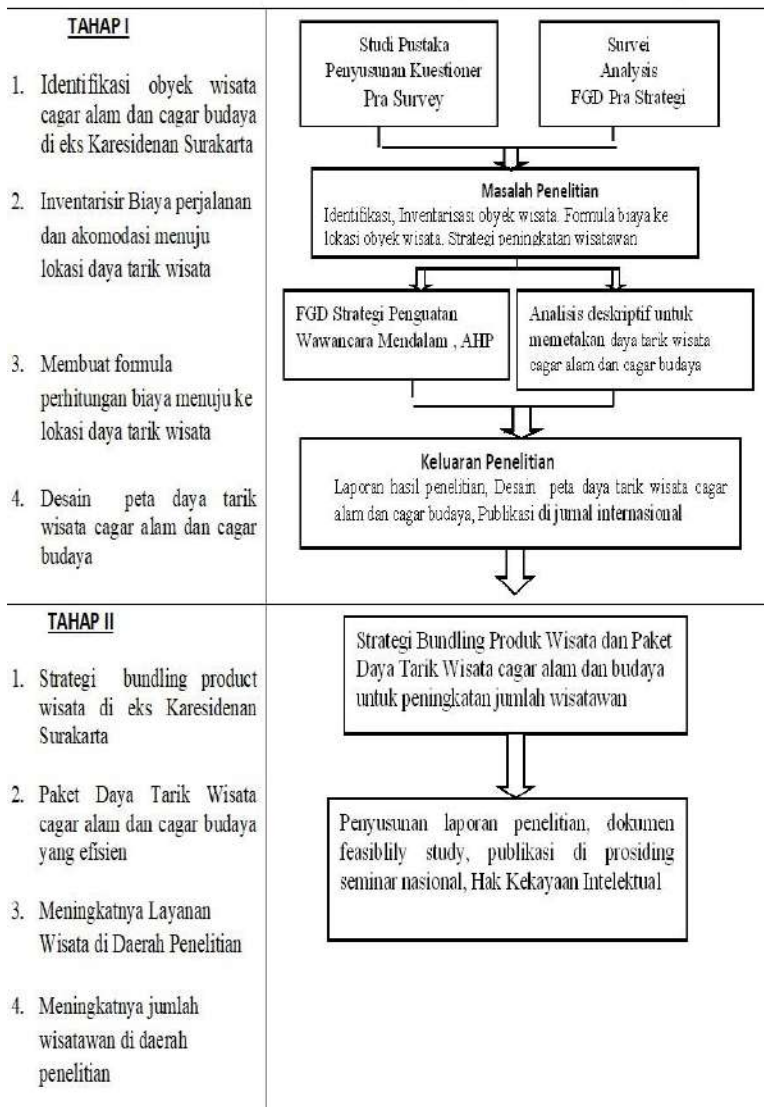 TAHAP I
1. Identifikasi obyek wisata
cagar alam dan cagar budaya
di eks Karesidenan Surakarta
2. Inventarisir Biaya perjalanan
dan akomodasi menuju
lokasi daya tarik wisata
3. Membuat formula
perhitungan biaya menuju ke
lokasi daya tarik wisata
4. Desain peta daya tarik
wisata cagar alam dan cagar
budaya
Studi Pustaka
Penyusunan Kuestioner
Pra Survey
Survei
Analysis
FGD Pra Strategi
Masalah Penelitian
Identifikasi, Inventarisasi obyek wisata. Formula biaya ke
lokasi obyek wisata. Strategi peningkatan wisatawan
FGD Strategi Penguatan
Wawancara Mendalam , AHP
Analisis deskriptif untuk
memetakan daya tarik wisata
cagar alam dan cagar budaya
Keluaran Penelitian
Laporan hasil penelitian, Desain peta daya tarik wisata cagar
alam dan cagar budaya, Publikasi di jurnal internasional
TAHAP II
1. Strategi bundling product
wisata di eks Karesidenan
Surakarta
2. Paket Daya Tarik Wisata
cagar alam dan cagar budaya
yang efisien
3. Meningkatnya Layanan
Wisata di Daerah Penelitian
4. Meningkatnya jumlah
wisatawan di daerah
penelitian
Strategi Bundling Produk Wisata dan Paket
Daya Tarik Wisata cagar alam dan budaya
untuk peningkatan jumlah wisatawan
Penyusunan laporan penelitian, dokumen
feasiblily study, publikasi di prosiding
seminar nasional, Hak Kekayaan Intelektual